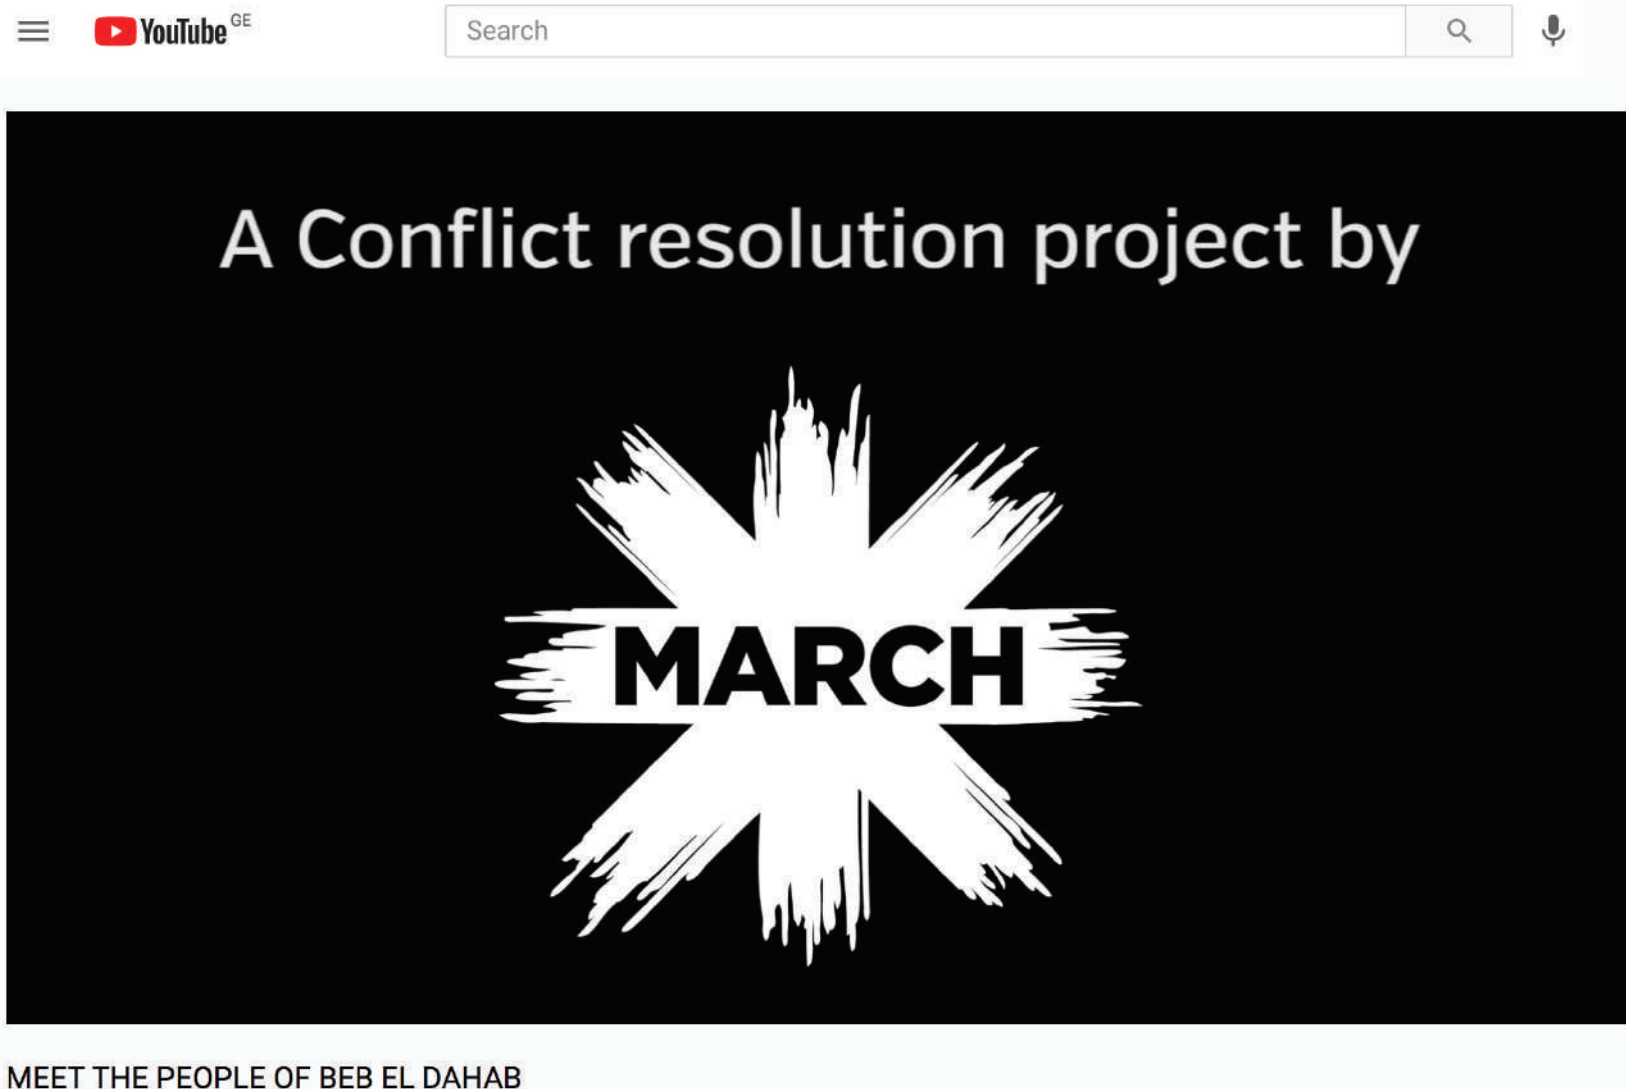 YouTube GE
Search
A Conflict resolution project by
MARCH
MEET THE PEOPLE OF BEB EL DAHAB